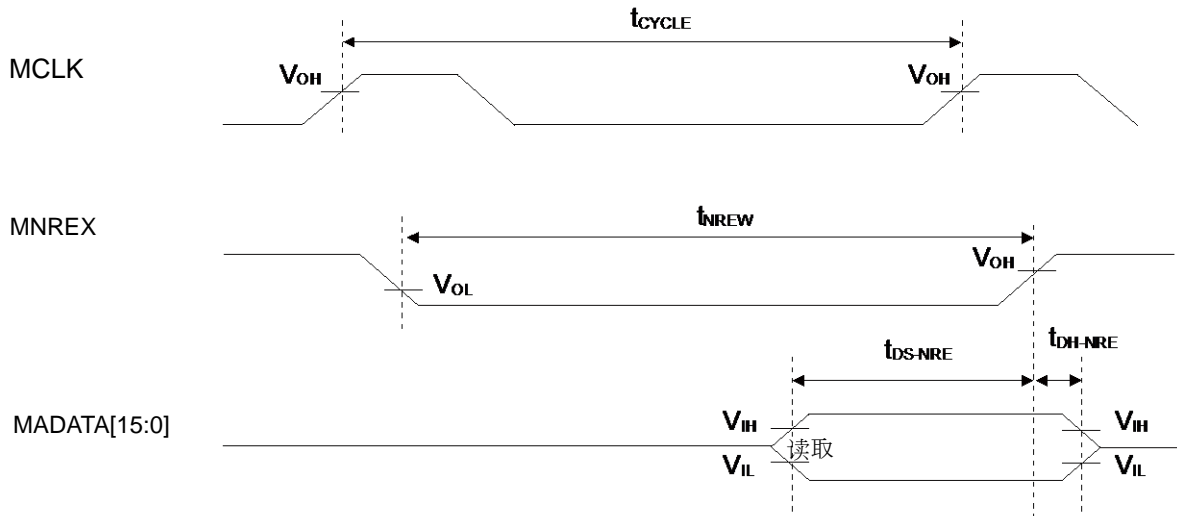 tCYCLE
MCLK
VOH
VOH
tNREW
MNREX
VOH
VOL
tDS-NRE
tDH-NRE
MADATA[15:0]
VIH
VIH
读取
VIL
VIL